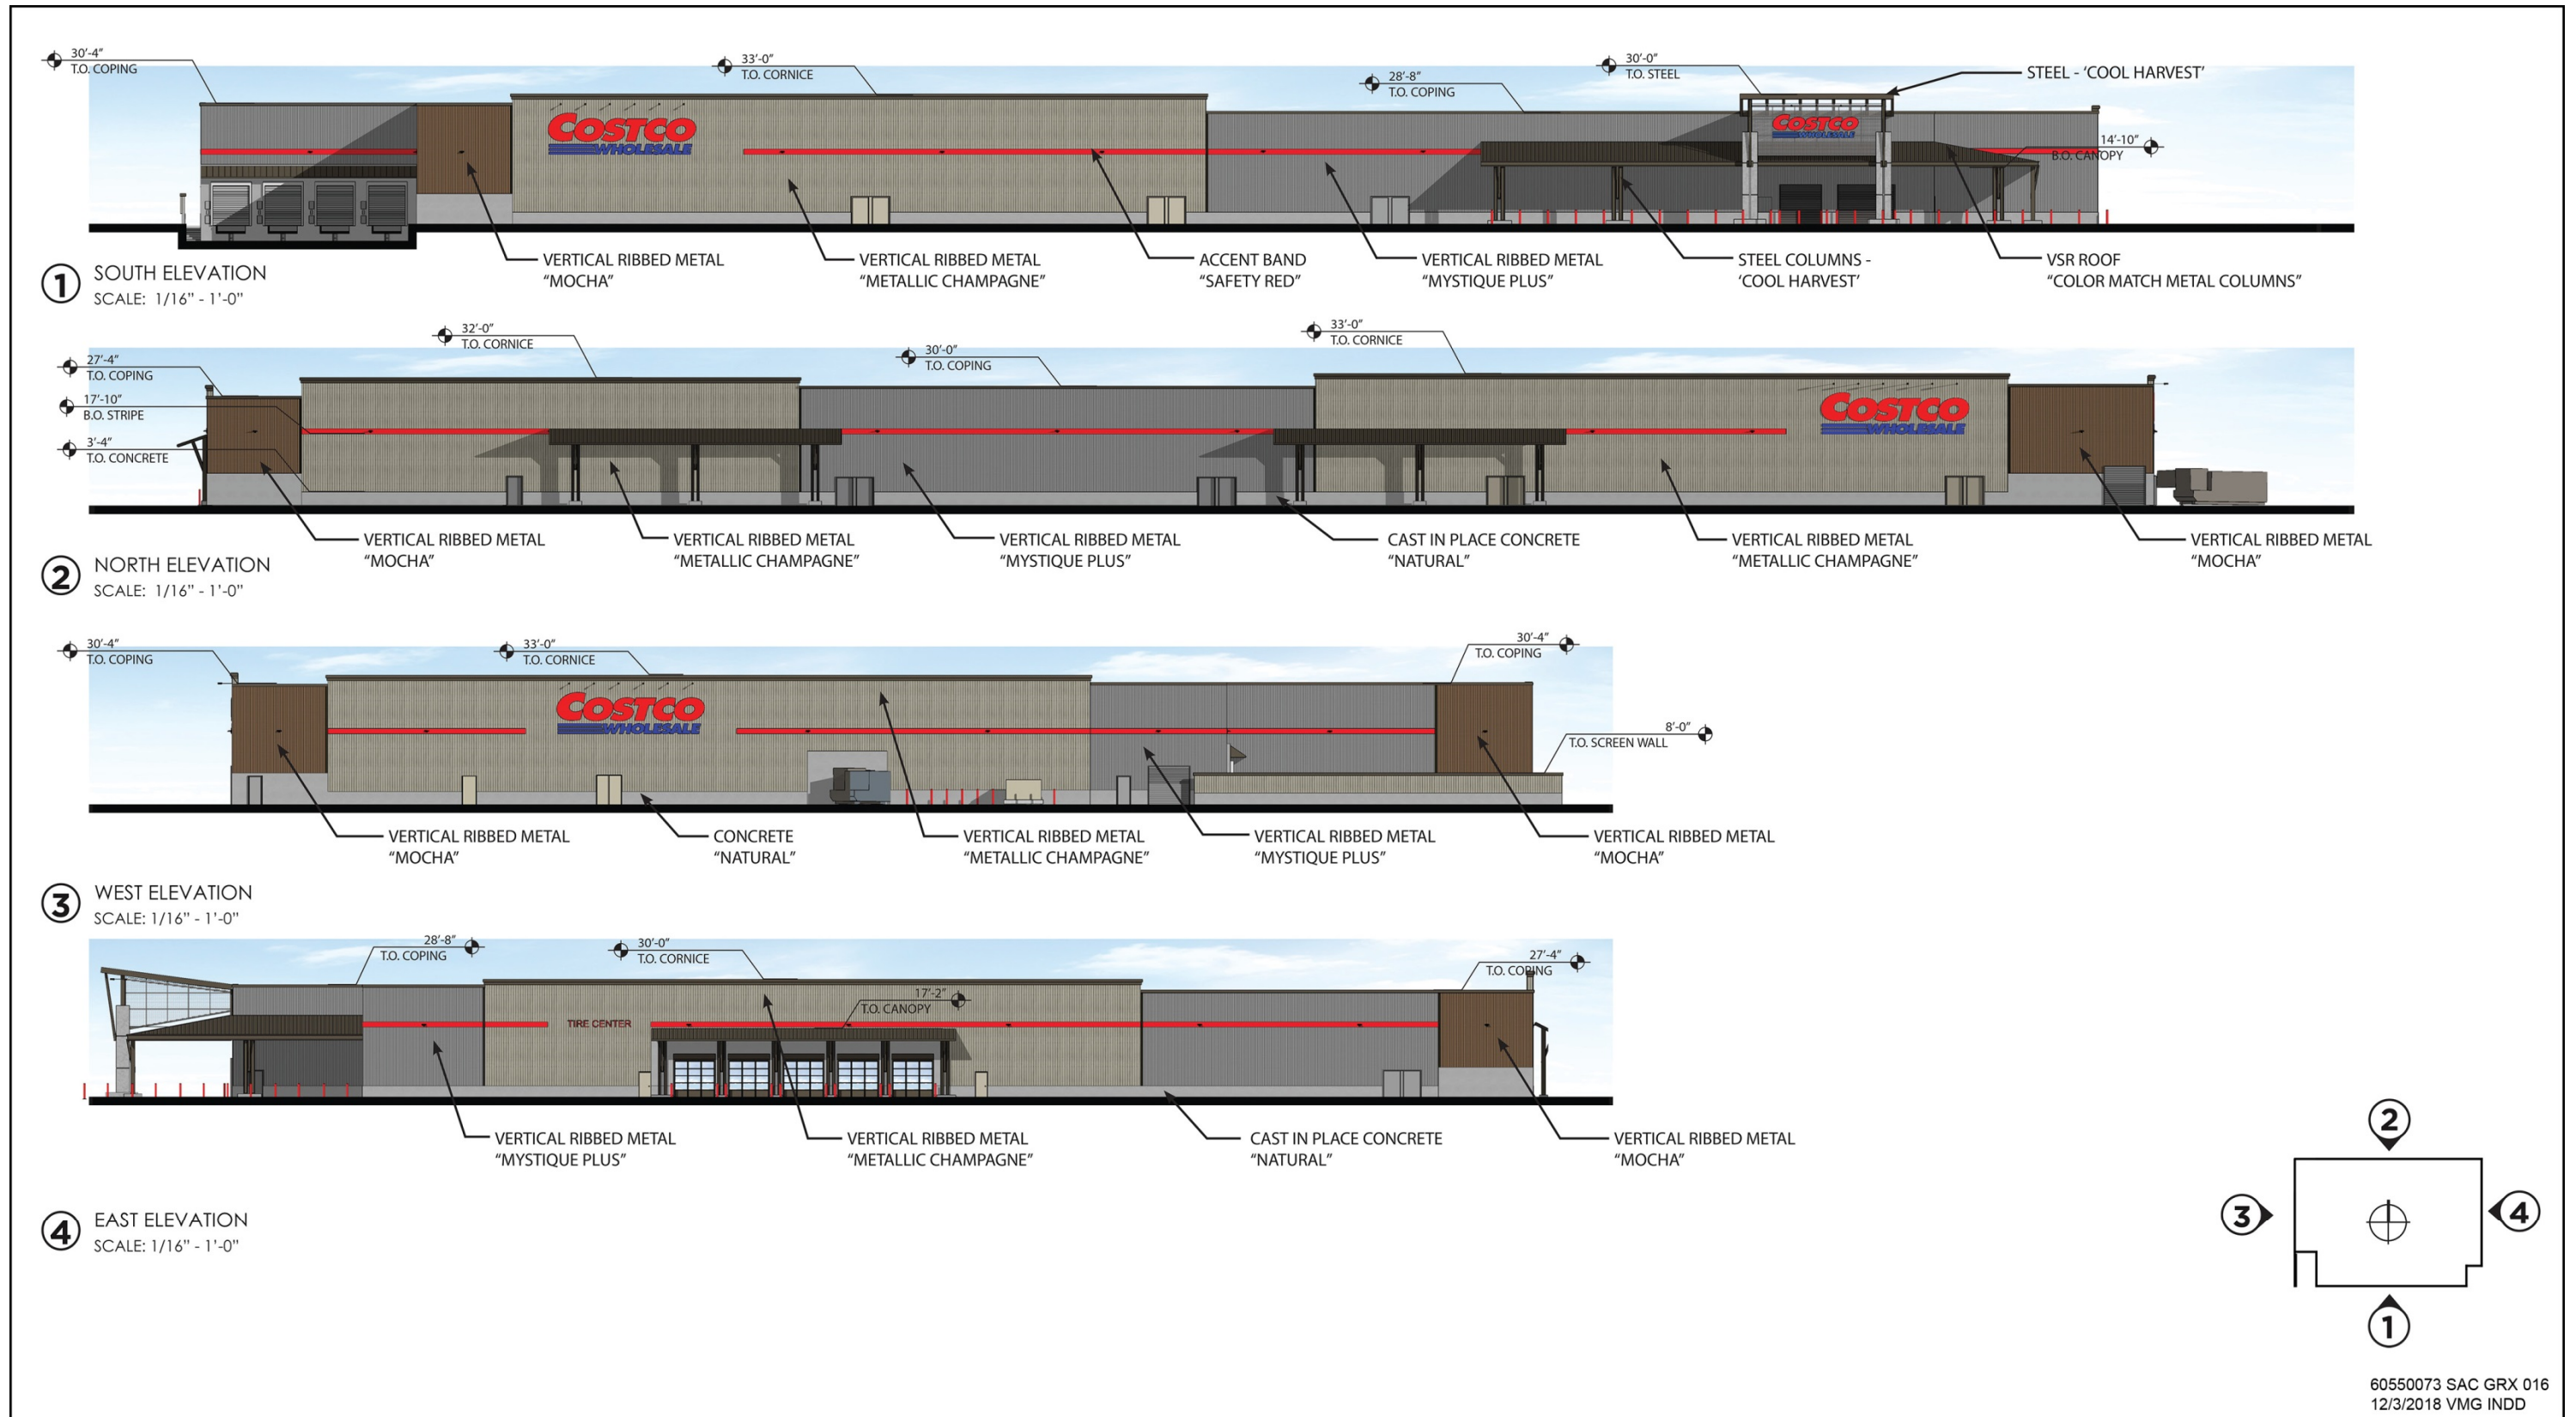 30'-4"
T.O. COPING
33'-0"
T.O. CORNICE
28'-8"
T.O. COPING
30'-0"
T.O. STEEL
STEEL - 'COOL HARVEST'
14'-10"
B.O. CANOPY
COSTCO
WHOLESALE
COSTCO
WHOLESALE
VERTICAL RIBBED METAL
"MOCHA"
VERTICAL RIBBED METAL
"METALLIC CHAMPAGNE"
ACCENT BAND
"SAFETY RED"
VERTICAL RIBBED METAL
"MYSTIQUE PLUS"
STEEL COLUMNS -
'COOL HARVEST'
VSR ROOF
"COLOR MATCH METAL COLUMNS"
1 SOUTH ELEVATION
SCALE: 1/16" - 1'-0"
27'-4"
T.O. COPING
17'-10"
B.O. STRIPE
3'-4"
T.O. CONCRETE
32'-0"
T.O. CORNICE
30'-0"
T.O. COPING
33'-0"
T.O. CORNICE
COSTCO
WHOLESALE
VERTICAL RIBBED METAL
"MOCHA"
VERTICAL RIBBED METAL
"METALLIC CHAMPAGNE"
VERTICAL RIBBED METAL
"MYSTIQUE PLUS"
CAST IN PLACE CONCRETE
"NATURAL"
VERTICAL RIBBED METAL
"METALLIC CHAMPAGNE"
VERTICAL RIBBED METAL
"MOCHA"
2 NORTH ELEVATION
SCALE: 1/16" - 1'-0"
30'-4"
T.O. COPING
33'-0"
T.O. CORNICE
30'-4"
T.O. COPING
8'-0"
T.O. SCREEN WALL
COSTCO
WHOLESALE
VERTICAL RIBBED METAL
"MOCHA"
CONCRETE
"NATURAL"
VERTICAL RIBBED METAL
"METALLIC CHAMPAGNE"
VERTICAL RIBBED METAL
"MYSTIQUE PLUS"
VERTICAL RIBBED METAL
"MOCHA"
3 WEST ELEVATION
SCALE: 1/16" - 1'-0"
28'-8"
T.O. COPING
30'-0"
T.O. CORNICE
17'-2"
T.O. CANOPY
27'-4"
T.O. COPING
TIRE CENTER
VERTICAL RIBBED METAL
"MYSTIQUE PLUS"
VERTICAL RIBBED METAL
"METALLIC CHAMPAGNE"
CAST IN PLACE CONCRETE
"NATURAL"
VERTICAL RIBBED METAL
"MOCHA"
4 EAST ELEVATION
SCALE: 1/16" - 1'-0"
2
3
4
1
60550073 SAC GRX 016
12/3/2018 VMG INDD